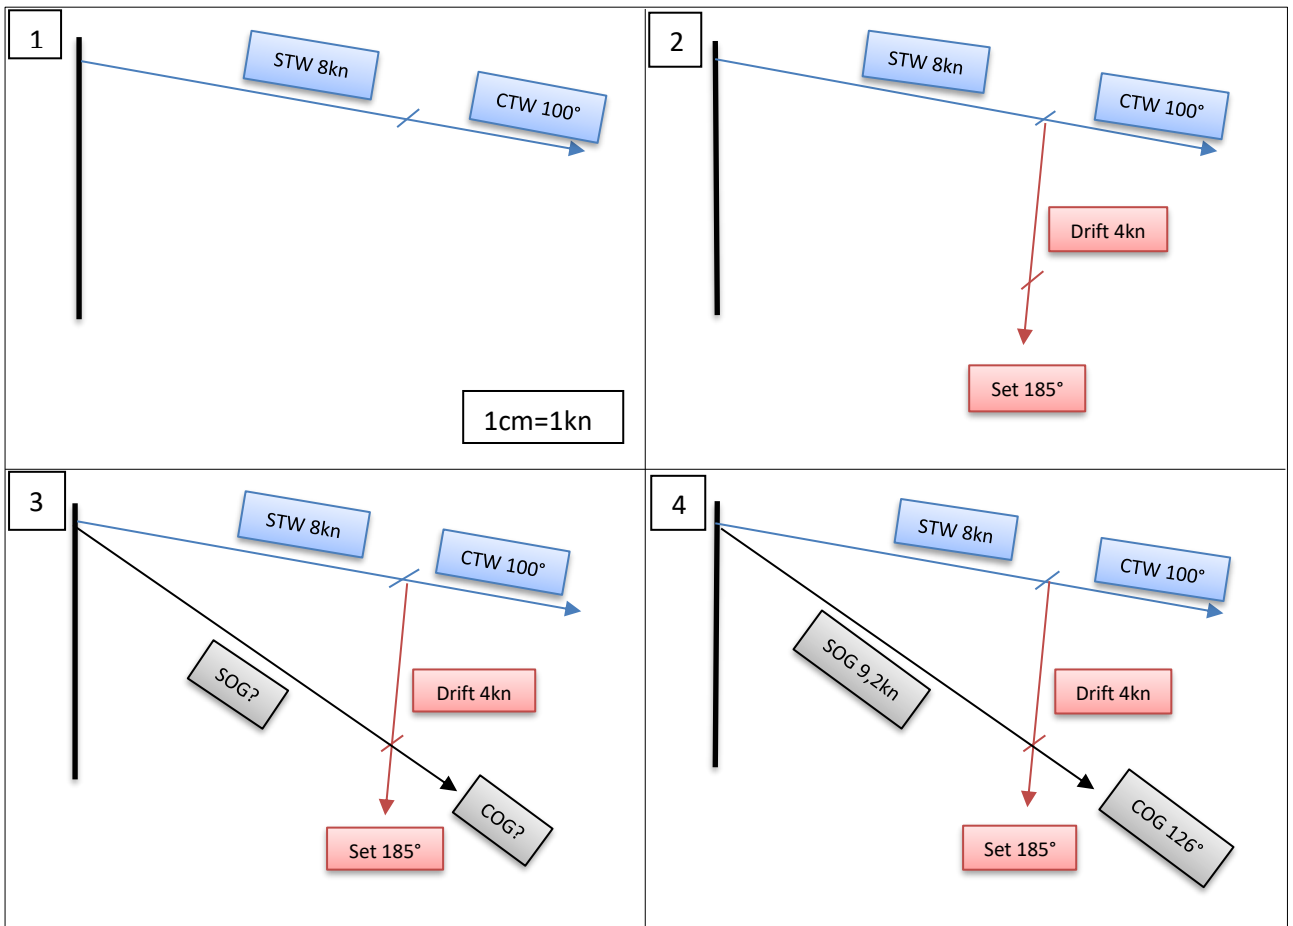 1
STW 8kn
CTW 100°
1cm=1kn
2
STW 8kn
CTW 100°
Drift 4kn
Set 185°
3
STW 8kn
CTW 100°
SOG?
Drift 4kn
COG?
Set 185°
4
STW 8kn
CTW 100°
SOG 9,2kn
Drift 4kn
COG 126°
Set 185°